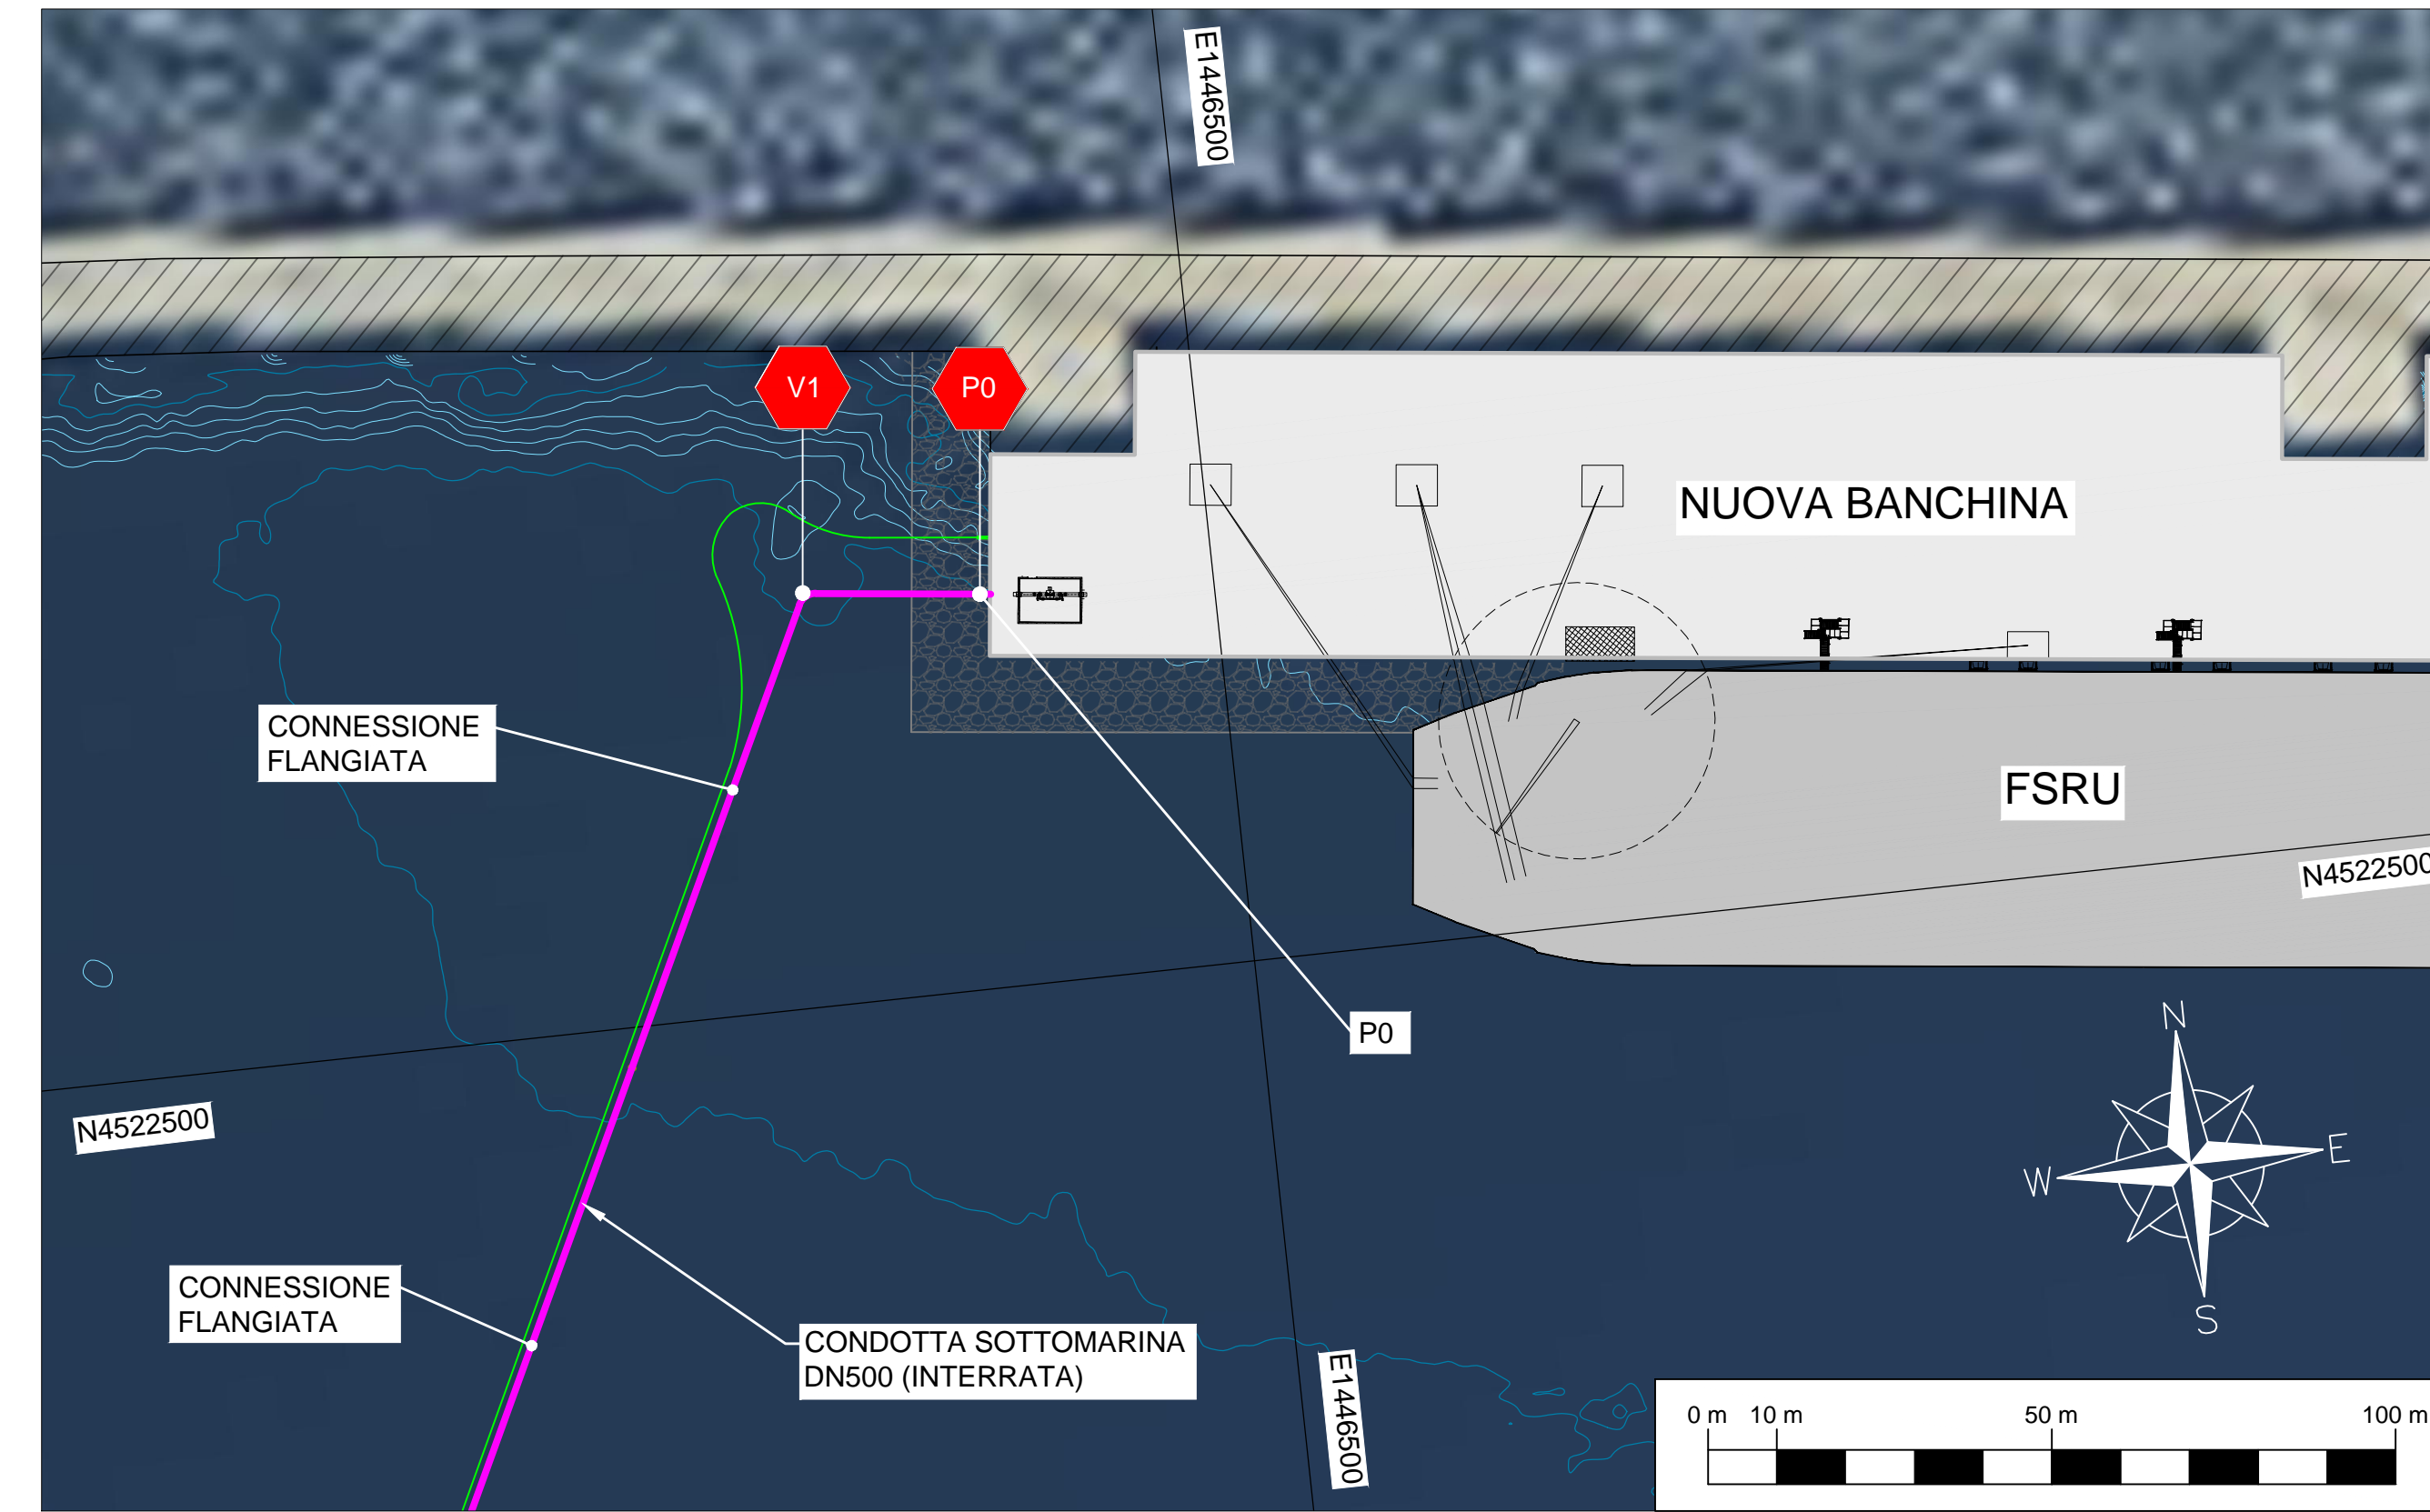 E1446500
V1
P0
NUOVA BANCHINA
CONNESSIONE
FLANGIATA
FSRU
N4522500
P0
N
W
E
S
N4522500
CONNESSIONE
FLANGIATA
CONDOTTA SOTTOMARINA
DN500 (INTERRATA)
E1446500
0 m 10 m 50 m 100 m